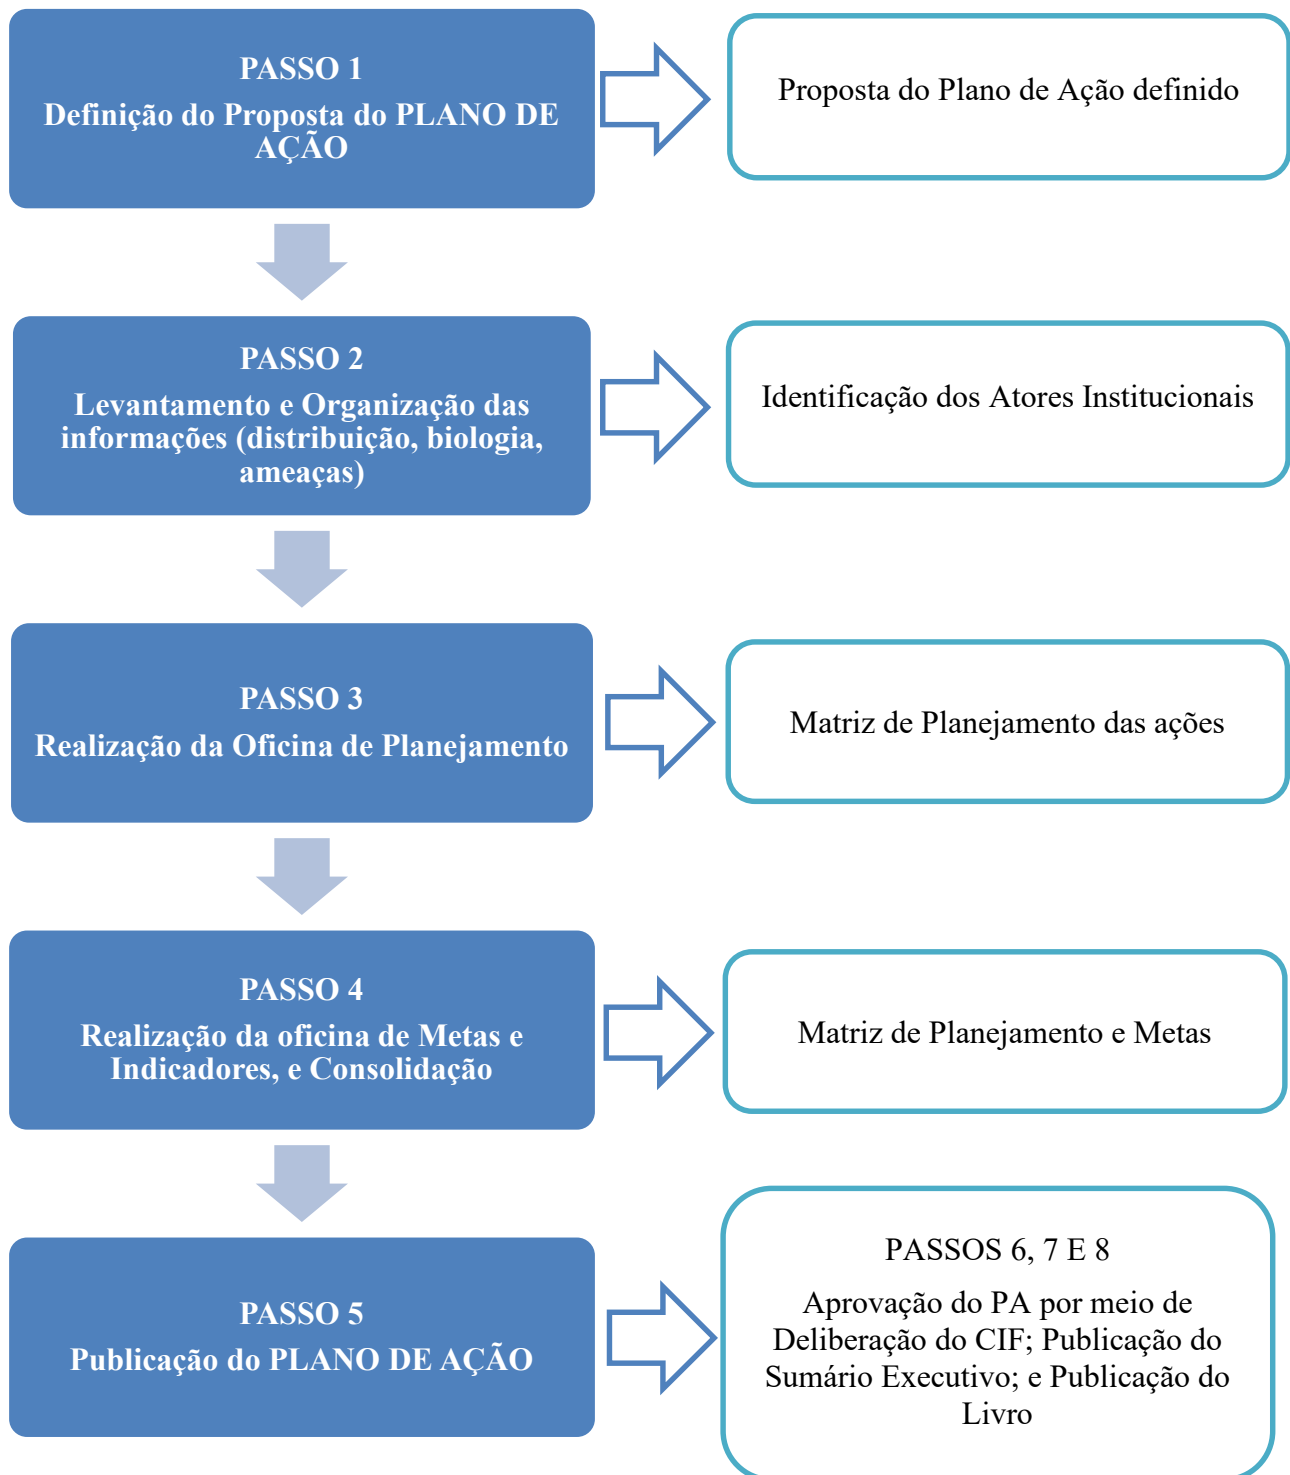 PASSO 1
Definição do Proposta do PLANO DE
AÇÃO
Proposta do Plano de Ação definido
PASSO 2
Levantamento e Organização das
informações (distribuição, biologia,
ameaças)
Identificação dos Atores Institucionais
PASSO 3
Realização da Oficina de Planejamento
Matriz de Planejamento das ações
PASSO 4
Realização da oficina de Metas e
Indicadores, e Consolidação
Matriz de Planejamento e Metas
PASSO 5
Publicação do PLANO DE AÇÃO
PASSOS 6, 7 E 8
Aprovação do PA por meio de
Deliberação do CIF; Publicação do
Sumário Executivo; e Publicação do
Livro